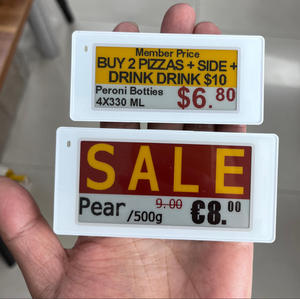 Member Price
BUY 2 PIZZAS + SIDE +
DRINK DRINK $10
Peroni Botties
4X330 ML
$6.80
SALE
Pear /500g
9.00
€8.00